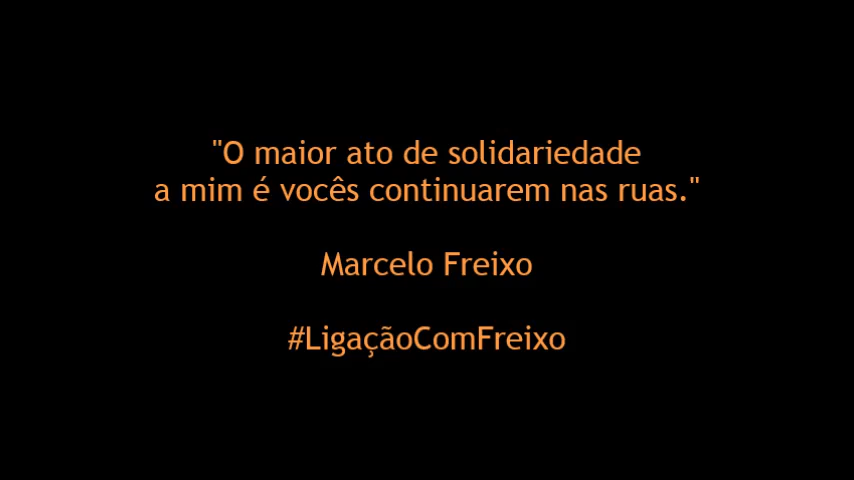 "O maior ato de solidariedade
a mim é vocês continuarem nas ruas."
Marcelo Freixo
#LigaçãoComFreixo